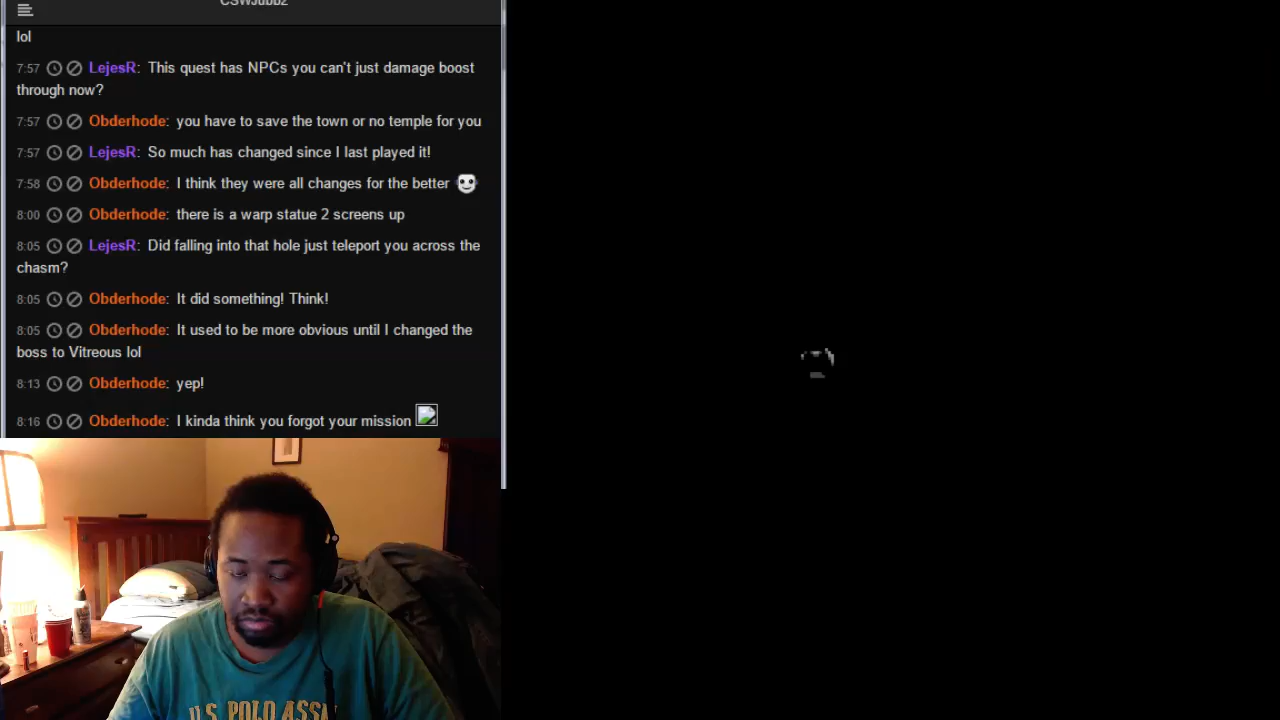 CSWJubbz
lol
7:57 LejesR: This quest has NPCs you can't just damage boost
through now?
7:57 Obderhode: you have to save the town or no temple for you
7:57 LejesR: So much has changed since I last played it!
7:58 Obderhode: I think they were all changes for the better
8:00 Obderhode: there is a warp statue 2 screens up
8:05 LejesR: Did falling into that hole just teleport you across the
chasm?
8:05 Obderhode: It did something! Think!
8:05 Obderhode: It used to be more obvious until I changed the
boss to Vitreous lol
8:13 Obderhode: yep!
8:16 Obderhode: I kinda think you forgot your mission
U.S. POLO ASSN